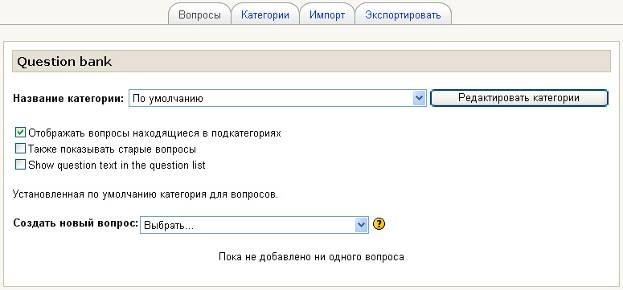 Вопросы Категории Импорт Экспортировать
Question bank
Название категории: По умолчанию Редактировать категории
Отображать вопросы находящиеся в подкатегориях
Также показывать старые вопросы
Show question text in the question list
Установленная по умолчанию категория для вопросов.
Создать новый вопрос: Выбрать... ?
Пока не добавлено ни одного вопроса